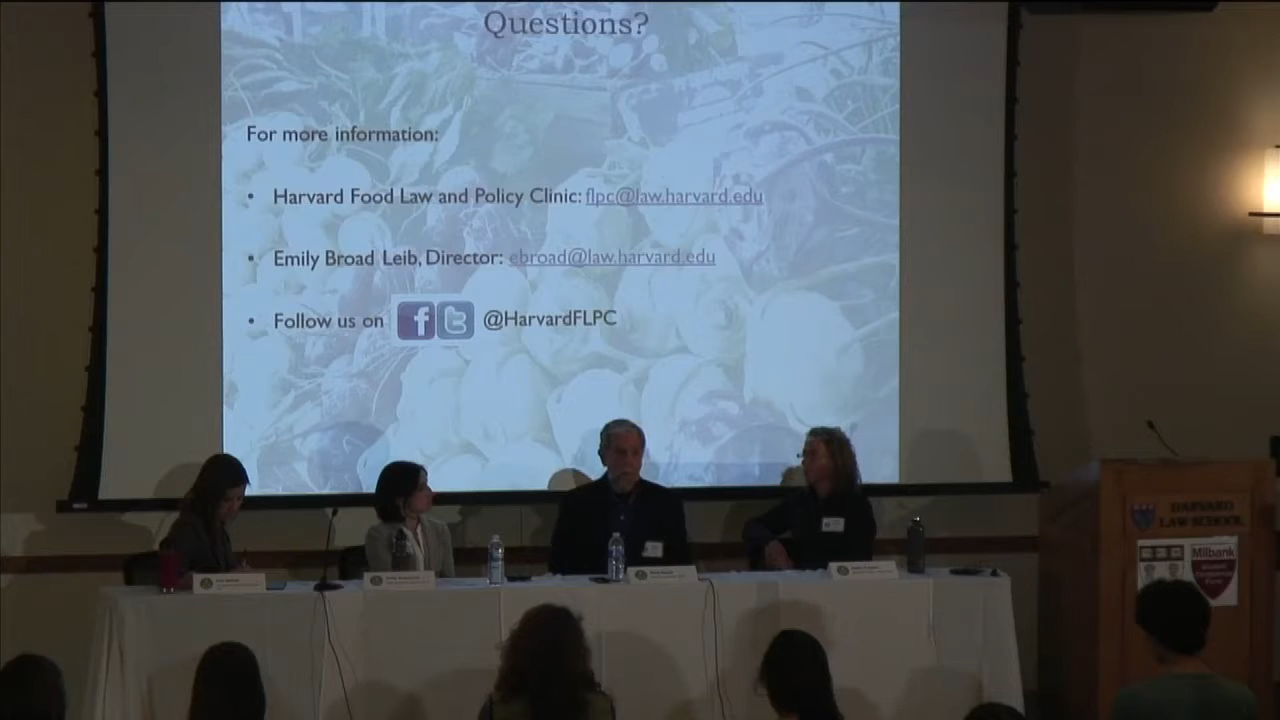 Questions?
For more information:
• Harvard Food Law and Policy Clinic: flpc@law.harvard.edu
• Emily Broad Leib, Director: ebroad@law.harvard.edu
• Follow us on f t @HarvardFLPC
HARVARD
LAW SCHOOL
Milbank